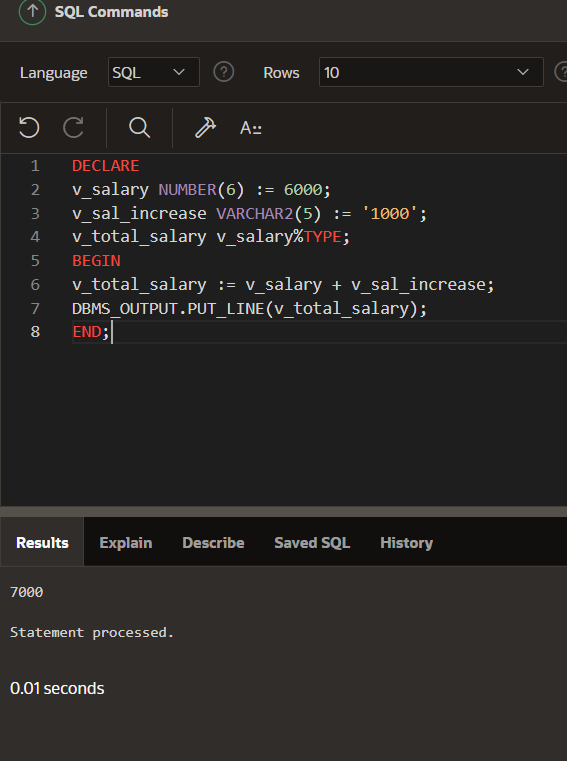 SQL Commands
Language SQL ? Rows 10 ?
A::
1 DECLARE
2 v_salary NUMBER(6) := 6000;
3 v_sal_increase VARCHAR2(5) := '1000';
4 v_total_salary v_salary%TYPE;
5 BEGIN
6 v_total_salary := v_salary + v_sal_increase;
7 DBMS_OUTPUT.PUT_LINE(v_total_salary);
8 END;
Results Explain Describe Saved SQL History
7000
Statement processed.
0.01 seconds